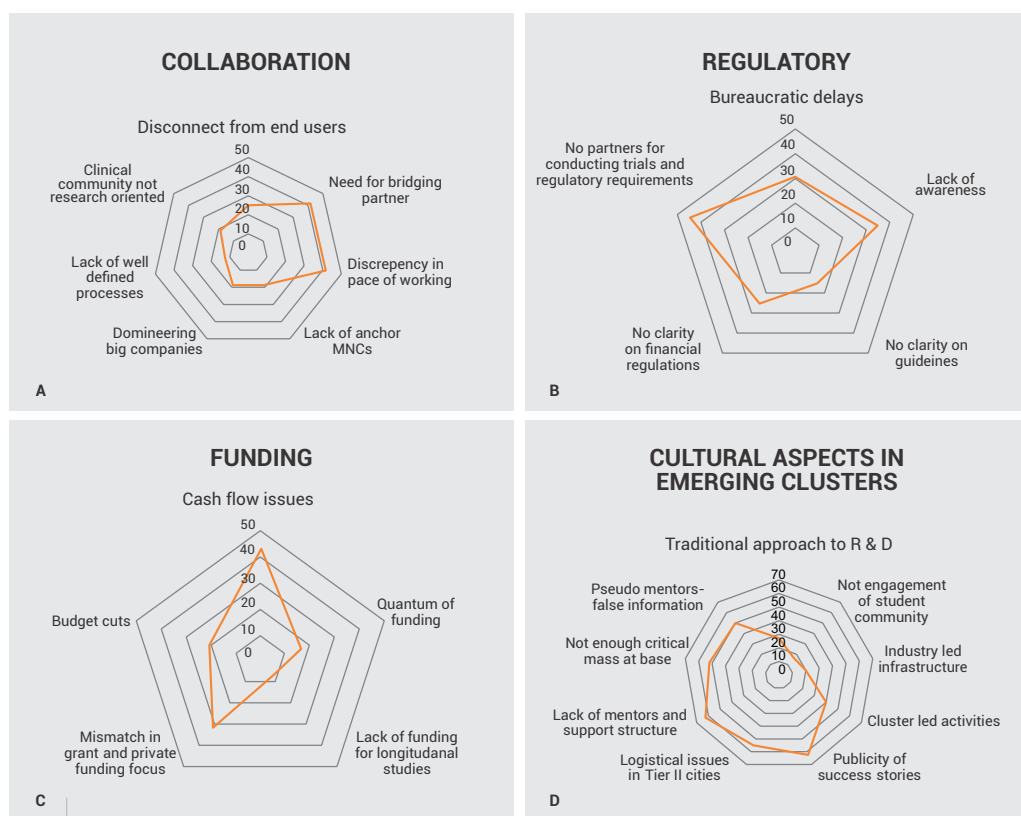 COLLABORATION
Disconnect from end users
50
40
30
20
10
0
Clinical
community not
research oriented
Need for bridging
partner
Lack of well
defined
processes
Discrepency in
pace of working
Domineering
big companies
Lack of anchor
MNCs
A
REGULATORY
Bureaucratic delays
50
40
30
20
10
0
No partners for
conducting trials and
regulatory requirements
Lack of
awareness
No clarity
on financial
regulations
No clarity on
guideines
B
FUNDING
Cash flow issues
50
40
30
20
10
0
Budget cuts
Quantum of
funding
Mismatch in
grant and private
funding focus
Lack of funding
for longitudanal
studies
C
CULTURAL ASPECTS IN
EMERGING CLUSTERS
Traditional approach to R & D
70
60
50
40
30
20
10
0
Pseudo mentors-
false information
Not engagement
of student
community
Not enough critical
mass at base
Industry led
infrastructure
Lack of mentors and
support structure
Cluster led activities
Logistical issues
in Tier II cities
Publicity of
success stories
D